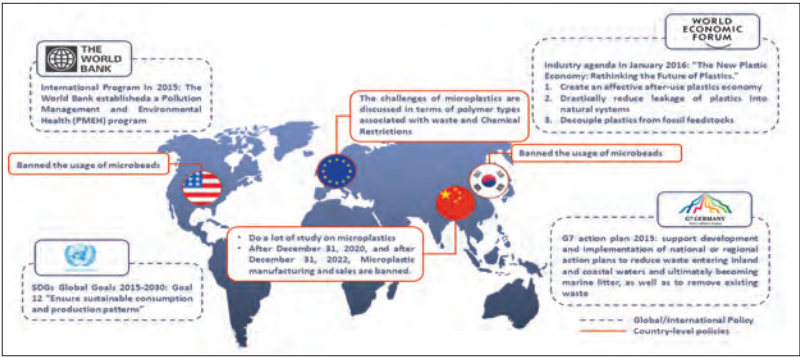 THE
WORLD
BANK
International Program in 2015: The
World Bank establisheda a Pollution
Management and Environmental
Health (PMEH) program
WORLD
ECONOMIC
FORUM
Industry agenda in January 2016: "The New Plastic
Economy: Rethinking the Future of Plastics."
1. Create an effective after-use plastics economy
2. Drastically reduce leakage of plastics into
natural systems
3. Decouple plastics from fossil feedstocks
The challenges of microplastics are
discussed in terms of polymer types
associated with waste and Chemical
Restrictions
Banned the usage of microbeads
Banned the usage of microbeads
• Do a lot of study on microplastics
• After December 31, 2020, and after
December 31, 2022, Microplastic
manufacturing and sales are banned.
SDGs Global Goals 2015-2030: Goal
12 "Ensure sustainable consumption
and production patterns"
G7 GERMANY
G7 action plan 2015: support development
and implementation of national or regional
action plans to reduce waste entering inland
and coastal waters and ultimately becoming
marine litter, as well as to remove existing
waste
Global/International Policy
Country-level policies